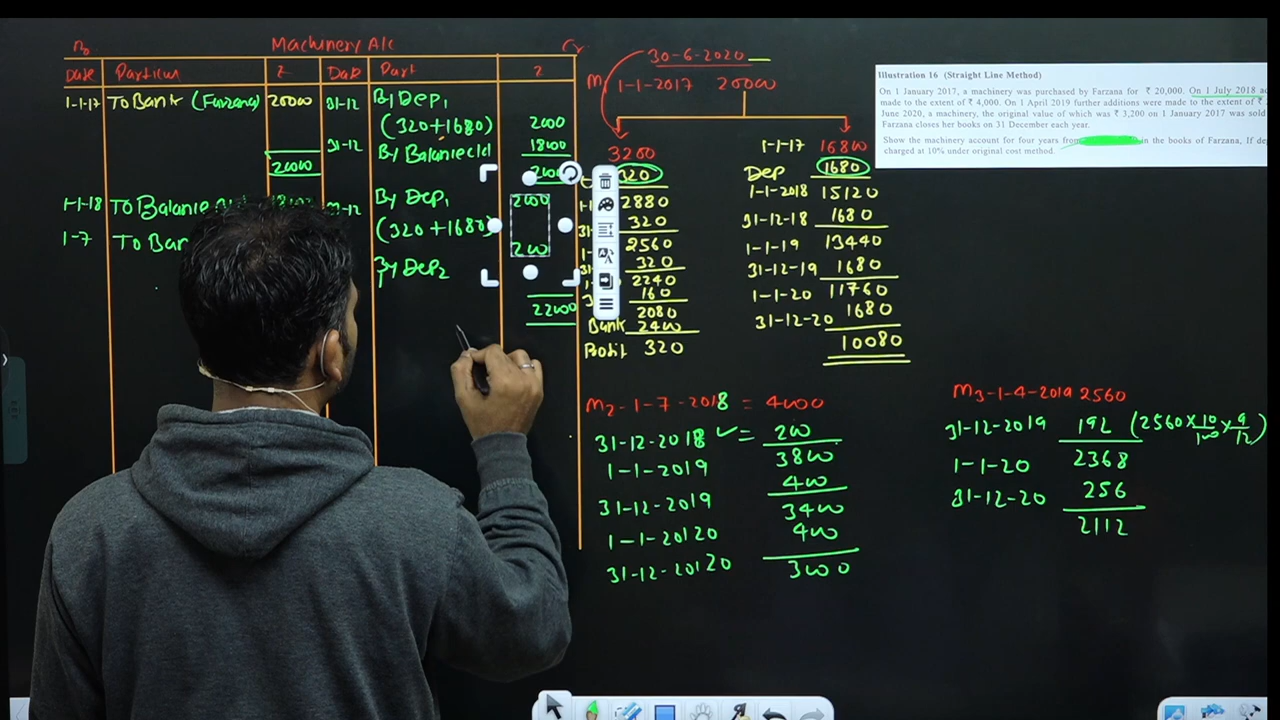 Machinery A/c
Date Particulars ₹ Date Part ₹
1-1-17 To Bank (Farzana) 20000 31-12 By Dep1
(320+1680) 2000
31-12 By Balance c/d 18000
20000
1-1-18 To Balance 31-12 By Dep1 2000
(320+1680)
1-7 To Ban 200
By Dep2
22000
30-6-2020
M 1-1-2017 20000
3200
320
2880
320
2560
320
2240
160
2080
Bank 2400
Profit 320
1-1-17 16800
Dep 1680
1-1-2018 15120
31-12-18 1680
1-1-19 13440
31-12-19 1680
1-1-20 11760
31-12-20 1680
10080
M2-1-7-2018 = 4000
31-12-2018 ✓ = 200
1-1-2019 3800
400
31-12-2019 3400
1-1-20120 400
31-12-20120 3000
M3-1-4-2019 2560
31-12-2019 192 (2560×10/100×9/12)
1-1-20 2368
31-12-20 256
2112
Illustration 16 (Straight Line Method)
On 1 January 2017, a machinery was purchased by Farzana for ₹ 20,000. On 1 July 2018
made to the extent of ₹ 4,000. On 1 April 2019 further additions were made to the extent of ₹
June 2020, a machinery, the original value of which was ₹ 3,200 on 1 January 2017 was sold
Farzana closes her books on 31 December each year.
Show the machinery account for four years from in the books of Farzana, If
charged at 10% under original cost method.